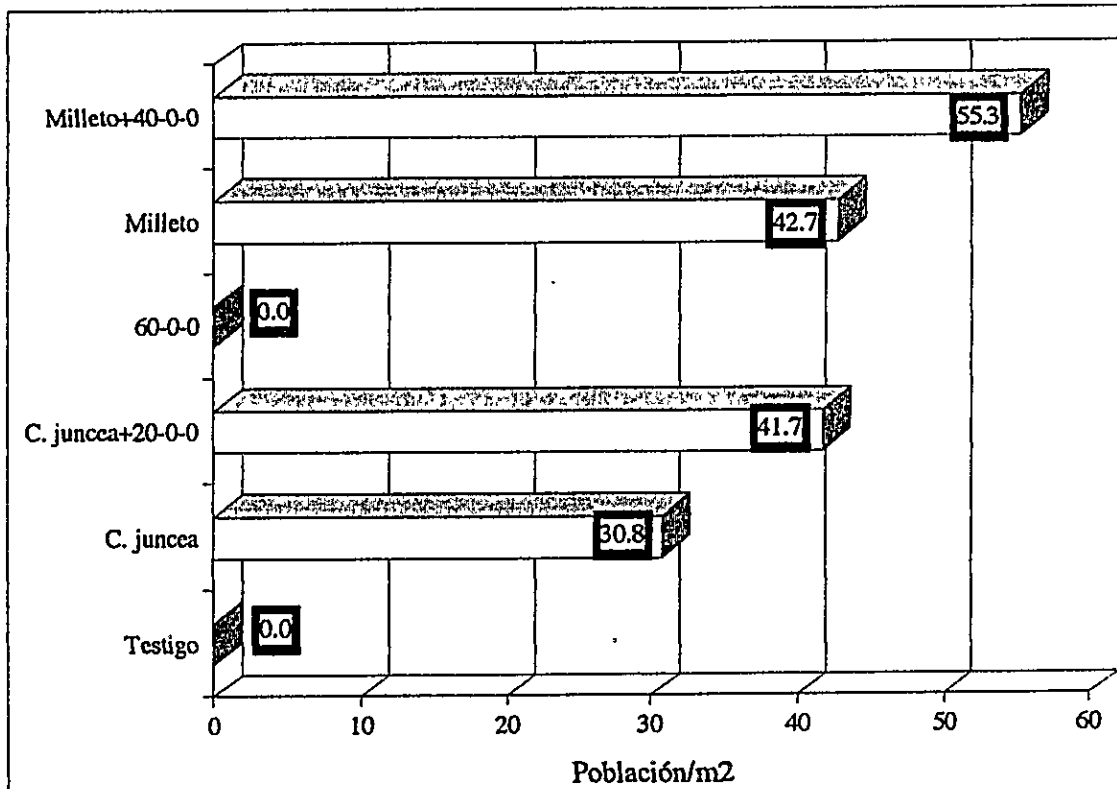 Milleto+40-0-0
55.3
Milleto
42.7
60-0-0
0.0
C. juncea+20-0-0
41.7
C. juncea
30.8
Testigo
0.0
0 10 20 30 40 50 60
Población/m2